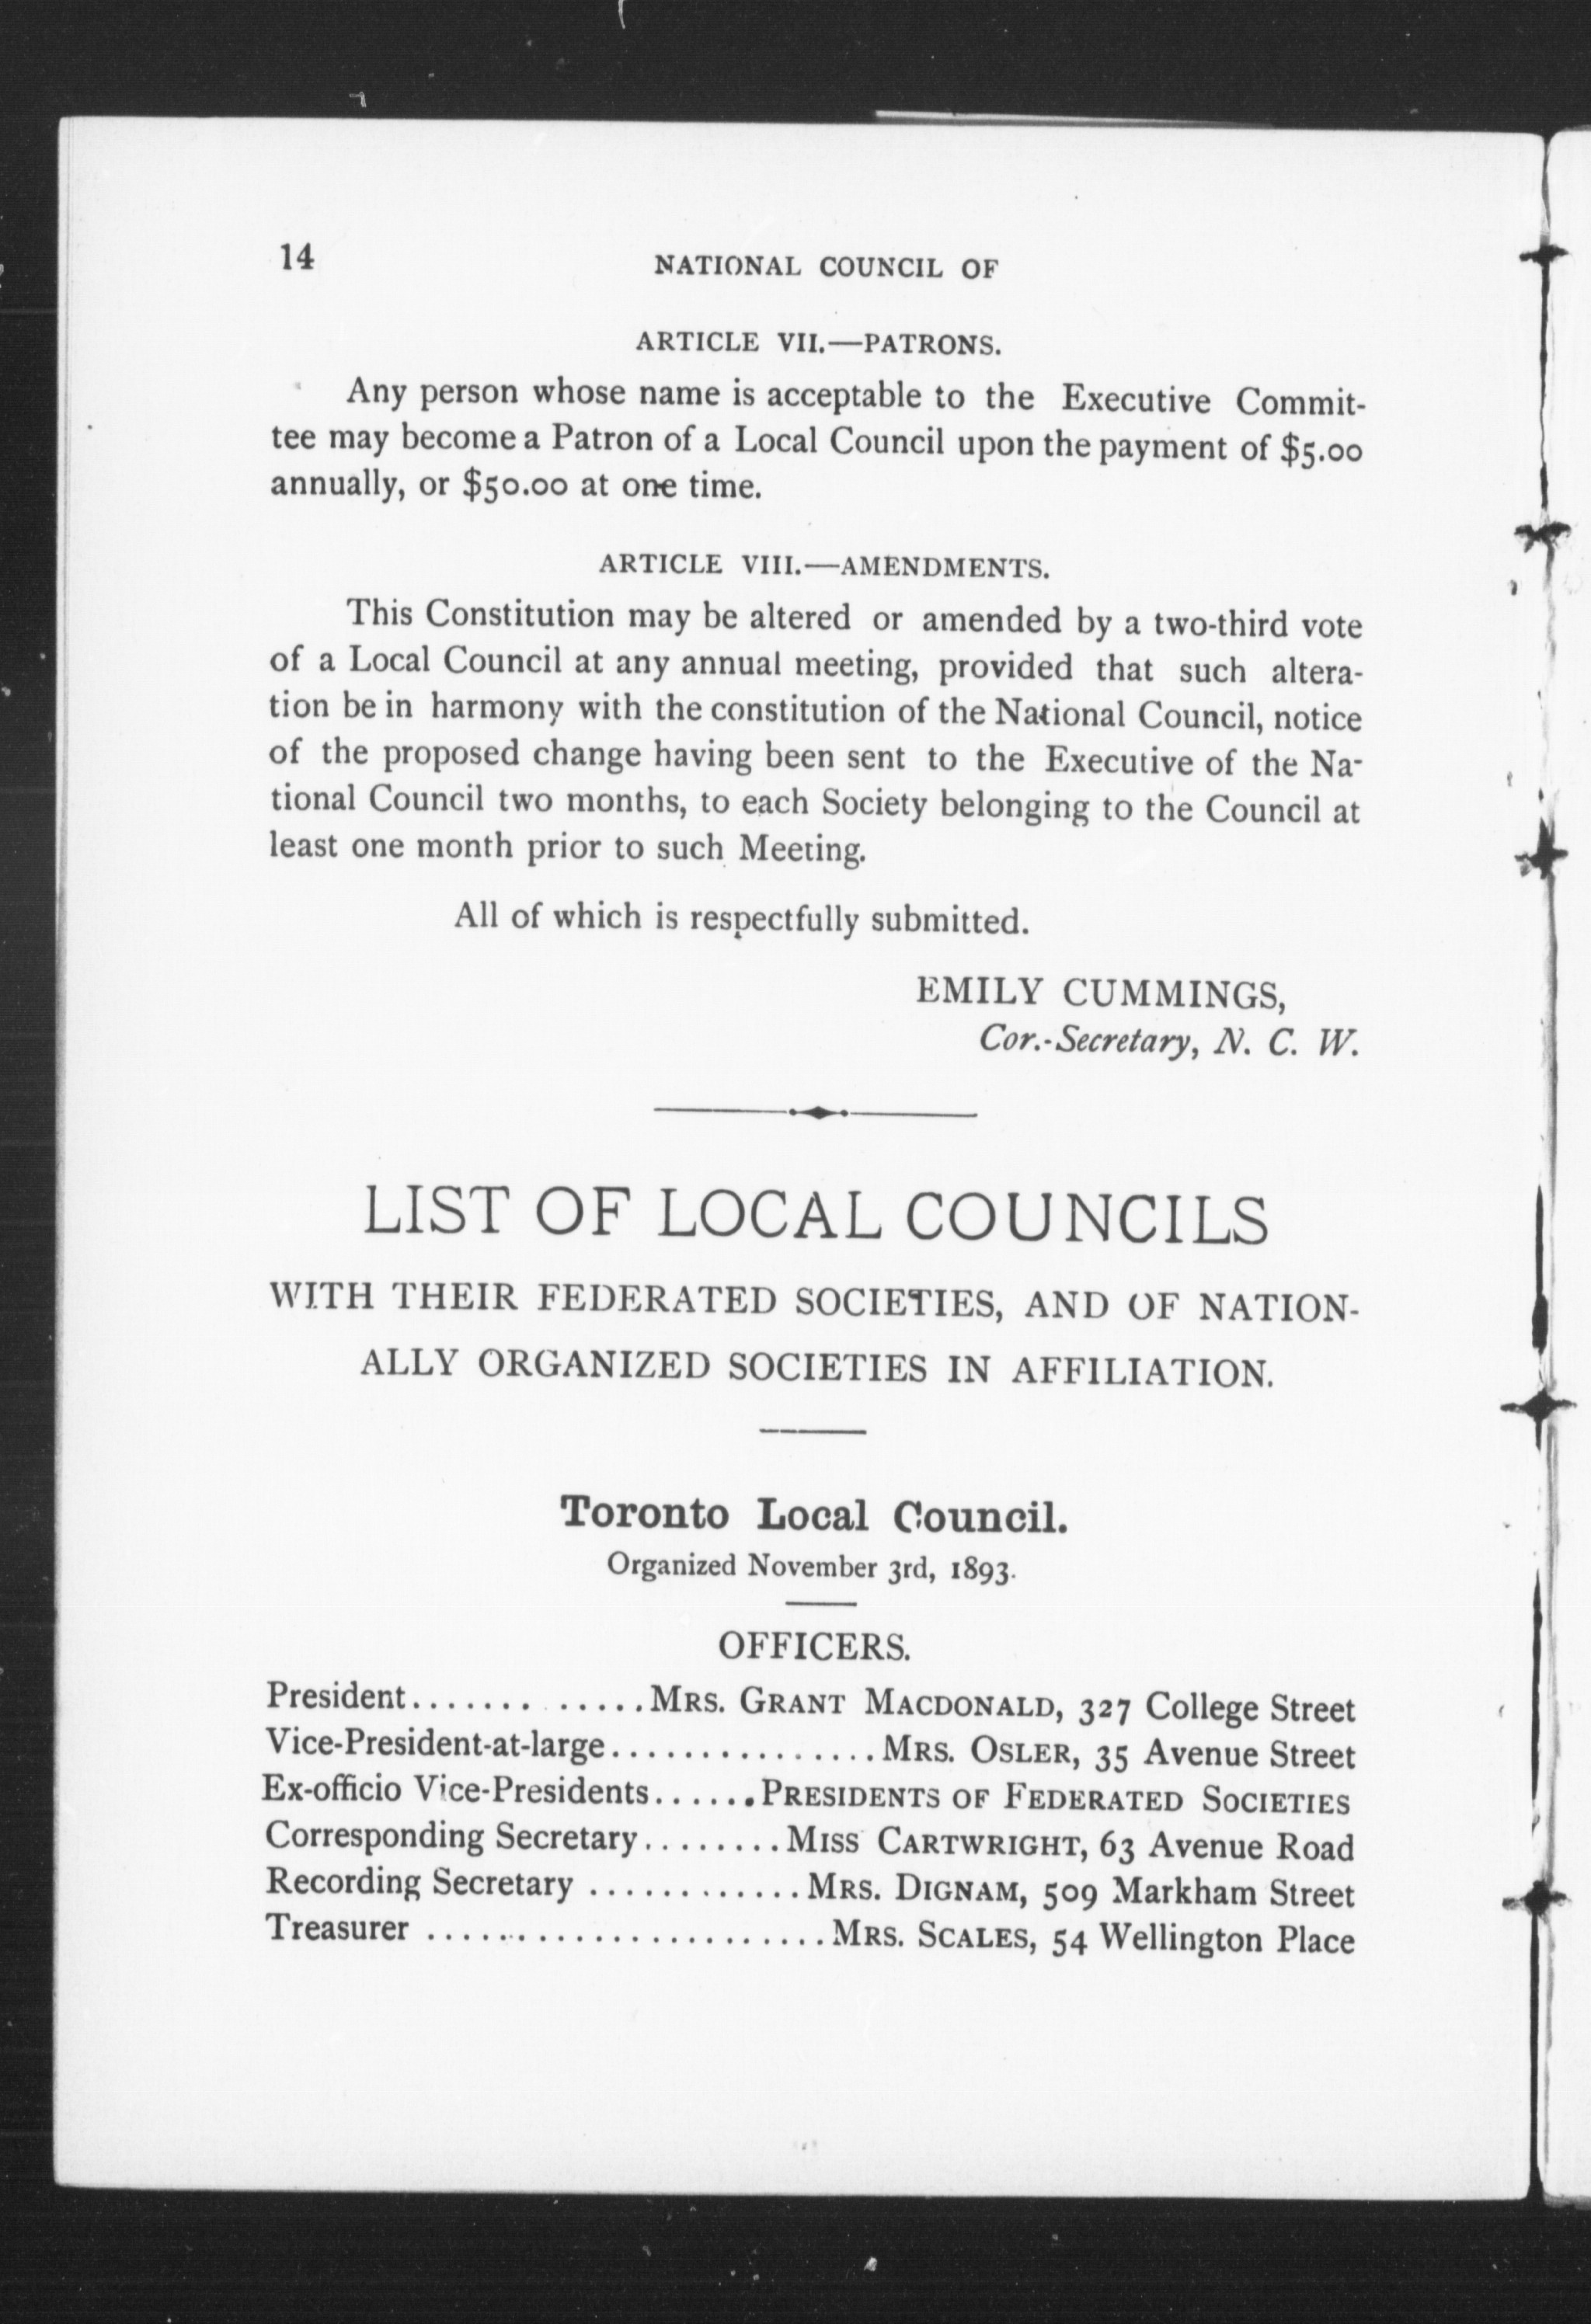 14
NATIONAL COUNCIL OF
ARTICLE VII.—PATRONS.
Any person whose name is acceptable to the Executive Commit-
tee may become a Patron of a Local Council upon the payment of $5.00
annually, or $50.00 at one time.
ARTICLE VIII.—AMENDMENTS.
This Constitution may be altered or amended by a two-third vote
of a Local Council at any annual meeting, provided that such altera-
tion be in harmony with the constitution of the National Council, notice
of the proposed change having been sent to the Executive of the Na-
tional Council two months, to each Society belonging to the Council at
least one month prior to such Meeting.
All of which is respectfully submitted.
EMILY CUMMINGS,
Cor.-Secretary, N. C. W.
LIST OF LOCAL COUNCILS
WITH THEIR FEDERATED SOCIETIES, AND OF NATION-
ALLY ORGANIZED SOCIETIES IN AFFILIATION.
Toronto Local Council.
Organized November 3rd, 1893.
OFFICERS.
President............. MRS. GRANT MACDONALD, 327 College Street
Vice-President-at-large............... MRS. OSLER, 35 Avenue Street
Ex-officio Vice-Presidents...... PRESIDENTS OF FEDERATED SOCIETIES
Corresponding Secretary........ MISS CARTWRIGHT, 63 Avenue Road
Recording Secretary ............ MRS. DIGNAM, 509 Markham Street
Treasurer ....................... MRS. SCALES, 54 Wellington Place